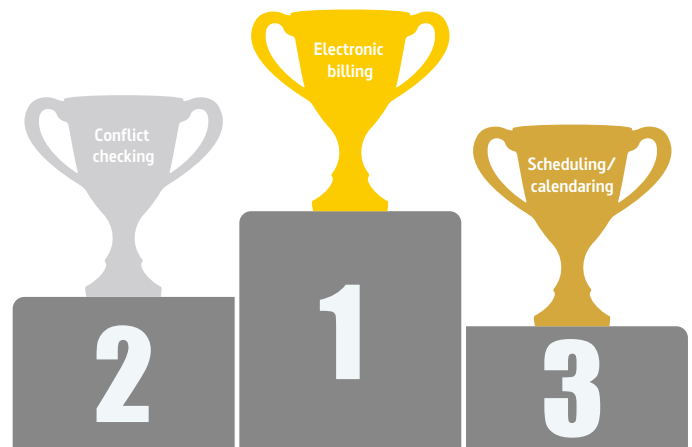 Electronic
billing
Conflict
checking
Scheduling/
calendaring
1
2
3